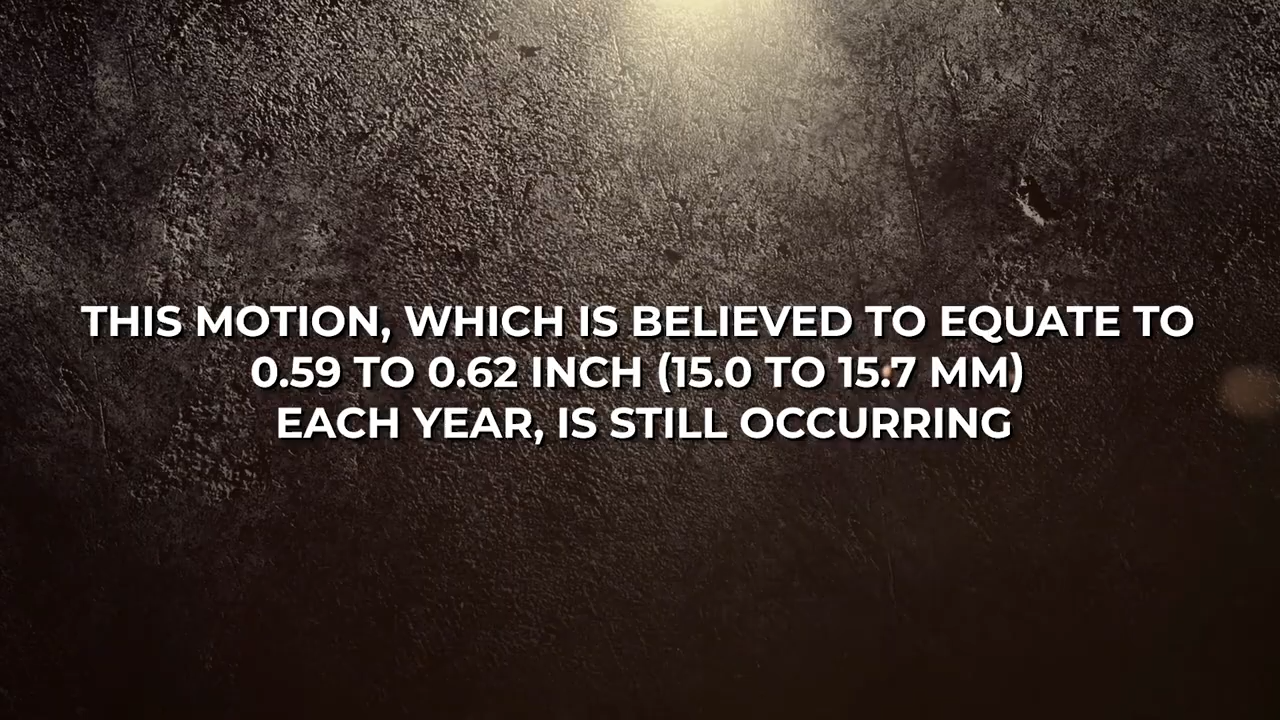 THIS MOTION, WHICH IS BELIEVED TO EQUATE TO
0.59 TO 0.62 INCH (15.0 TO 15.7 MM)
EACH YEAR, IS STILL OCCURRING